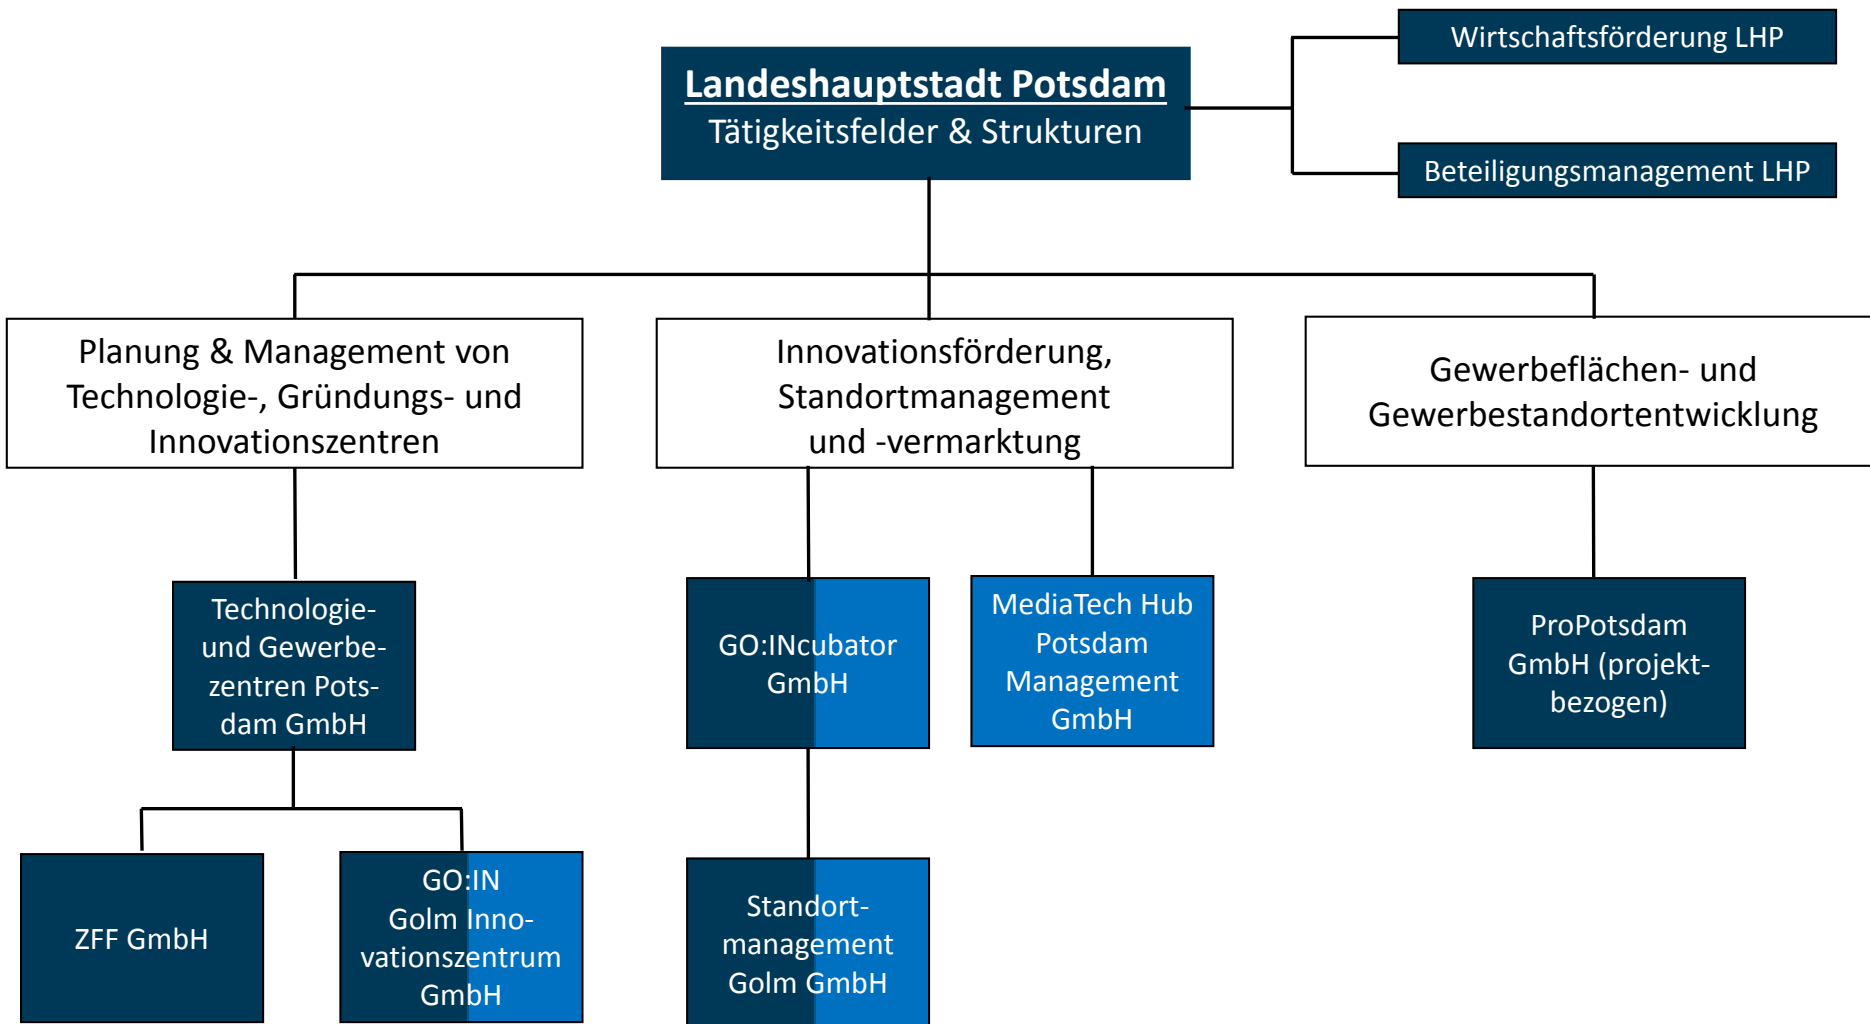 Landeshauptstadt Potsdam
Tätigkeitsfelder & Strukturen
Wirtschaftsförderung LHP
Beteiligungsmanagement LHP
Planung & Management von
Technologie-, Gründungs- und
Innovationszentren
Innovationsförderung,
Standortmanagement
und -vermarktung
Gewerbeflächen- und
Gewerbestandortentwicklung
Technologie-
und Gewerbe-
zentren Pots-
dam GmbH
GO:INcubator
GmbH
MediaTech Hub
Potsdam
Management
GmbH
ProPotsdam
GmbH (projekt-
bezogen)
ZFF GmbH
GO:IN
Golm Inno-
vationszentrum
GmbH
Standort-
management
Golm GmbH